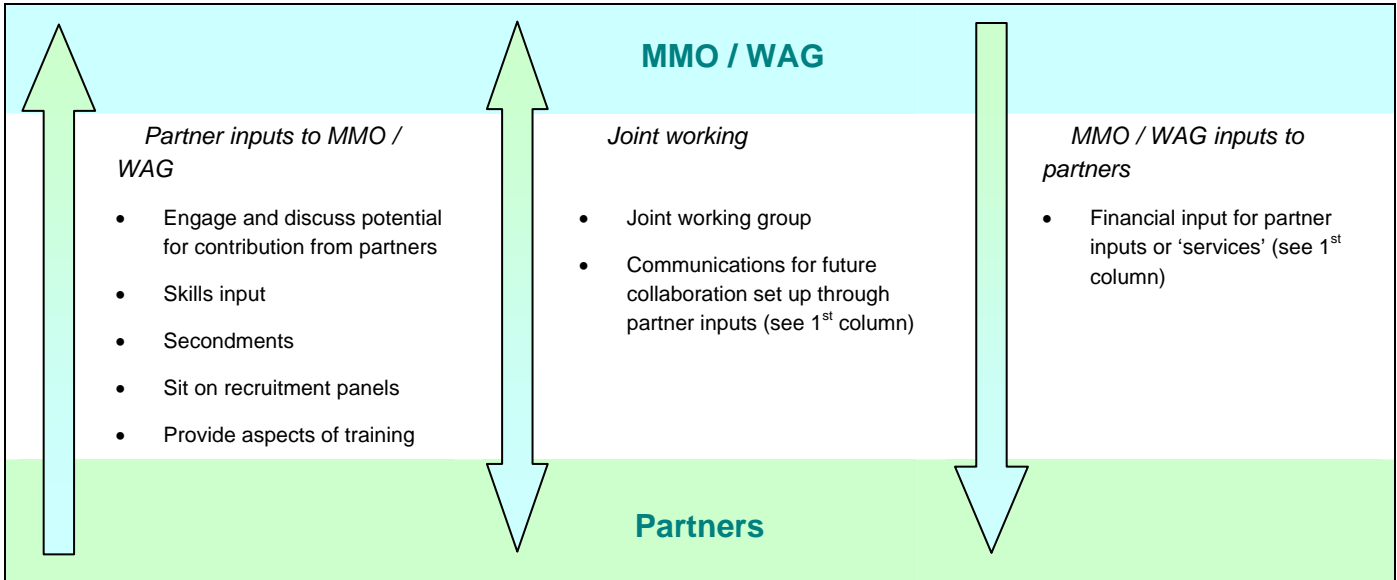 MMO / WAG
Partner inputs to MMO /
WAG
• Engage and discuss potential
for contribution from partners
• Skills input
• Secondments
• Sit on recruitment panels
• Provide aspects of training
Joint working
• Joint working group
• Communications for future
collaboration set up through
partner inputs (see 1st column)
MMO / WAG inputs to
partners
• Financial input for partner
inputs or ‘services’ (see 1st
column)
Partners